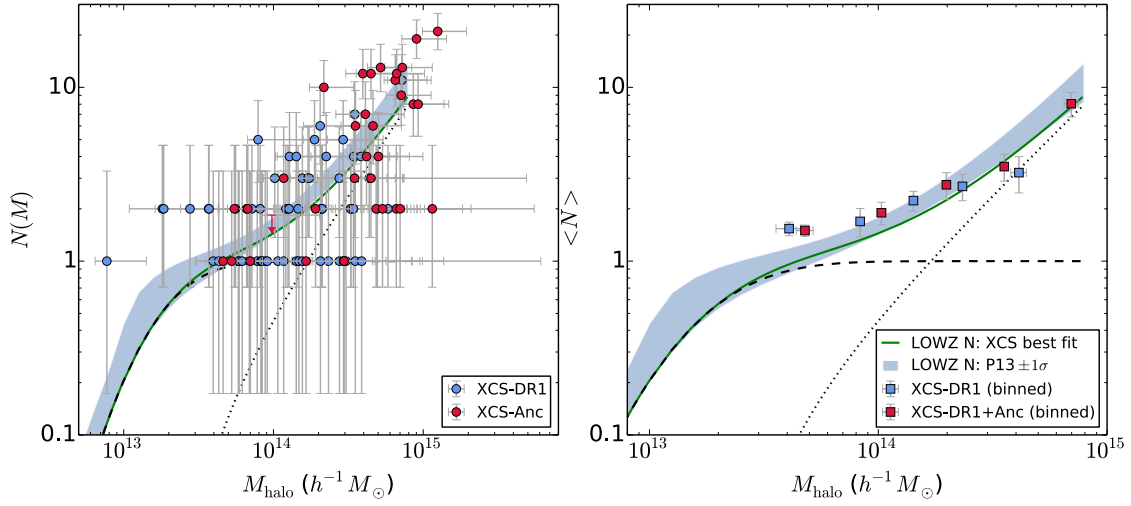 10
1
0.1
N(M)
10^13
10^14
10^15
M_halo (h^−1 M_⊙)
XCS-DR1
XCS-Anc
10
1
0.1
<N>
10^13
10^14
10^15
M_halo (h^−1 M_⊙)
LOWZ N: XCS best fit
LOWZ N: P13 ±1σ
XCS-DR1 (binned)
XCS-DR1+Anc (binned)